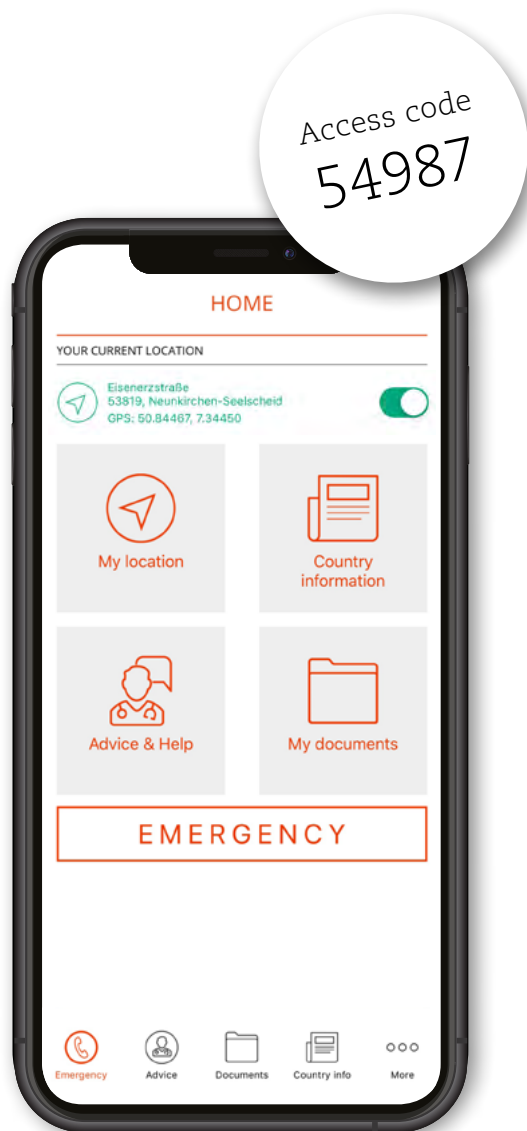 Access code
54987
HOME
YOUR CURRENT LOCATION
Eisenerzstraße
53819, Neunkirchen-Seelscheid
GPS: 50.84467, 7.34450
My location
Country
information
Advice & Help
My documents
EMERGENCY
Emergency
Advice
Documents
Country info
More